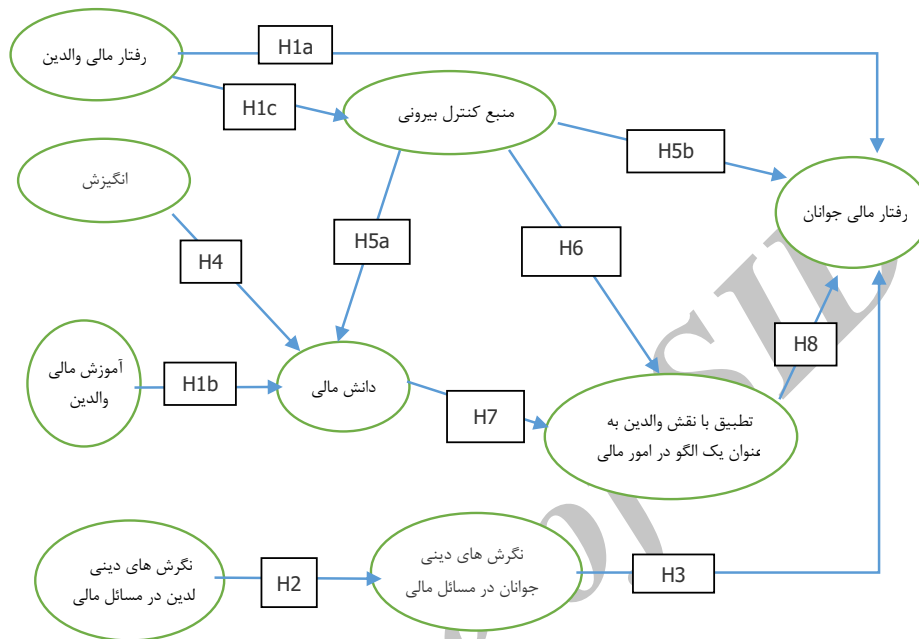 H1a
رفتار مالی والدین
H1c
منبع کنترل بیرونی
H5b
انگیزش
رفتار مالی جوانان
H4
H5a
H6
H8
آموزش مالی
والدین
H1b
دانش مالی
H7
تطبیق با نقش والدین به
عنوان یک الگو در امور مالی
نگرش های دینی
لدین در مسائل مالی
H2
نگرش های دینی
جوانان در مسائل مالی
H3
of SID